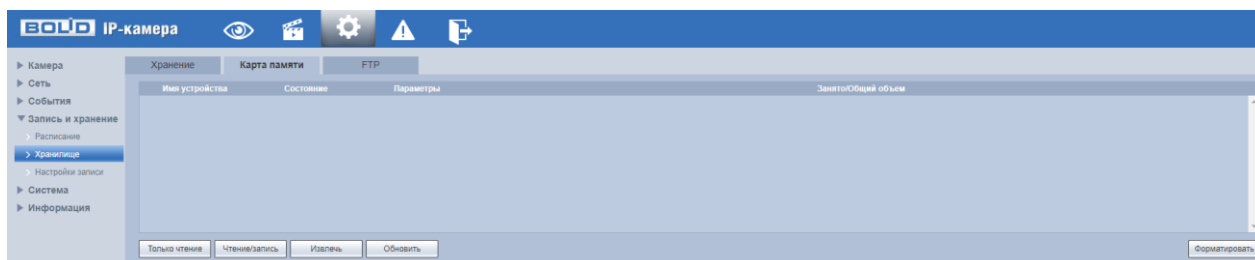 BOLID IP-камера
Камера
Сеть
События
Запись и хранение
Расписание
Хранилище
Настройки записи
Система
Информация
Хранение Карта памяти FTP
Имя устройства Состояние Параметры Занято/Общий объем
Только чтение Чтение/запись Извлечь Обновить Форматировать